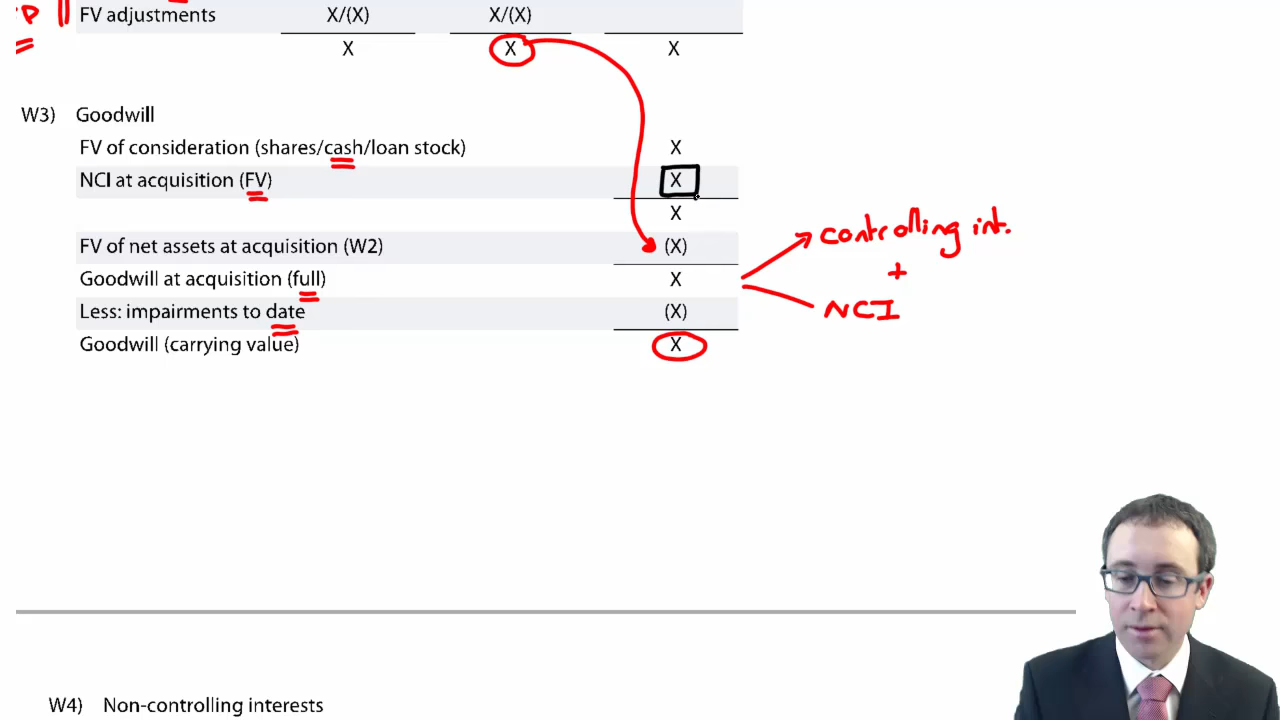 P
FV adjustments X/(X) X/(X)
X X X
W3) Goodwill
FV of consideration (shares/cash/loan stock) X
NCI at acquisition (FV) X
X
controlling int.
FV of net assets at acquisition (W2) (X)
+
Goodwill at acquisition (full) X
NCI
Less: impairments to date (X)
Goodwill (carrying value) X
W4) Non-controlling interests